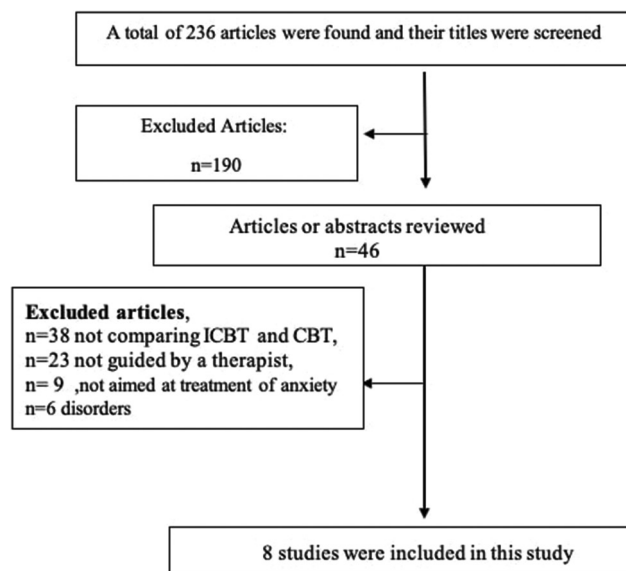 A total of 236 articles were found and their titles were screened
Excluded Articles:
n=190
Articles or abstracts reviewed
n=46
Excluded articles,
n=38 not comparing ICBT and CBT,
n=23 not guided by a therapist,
n= 9 ,not aimed at treatment of anxiety
n=6 disorders
8 studies were included in this study